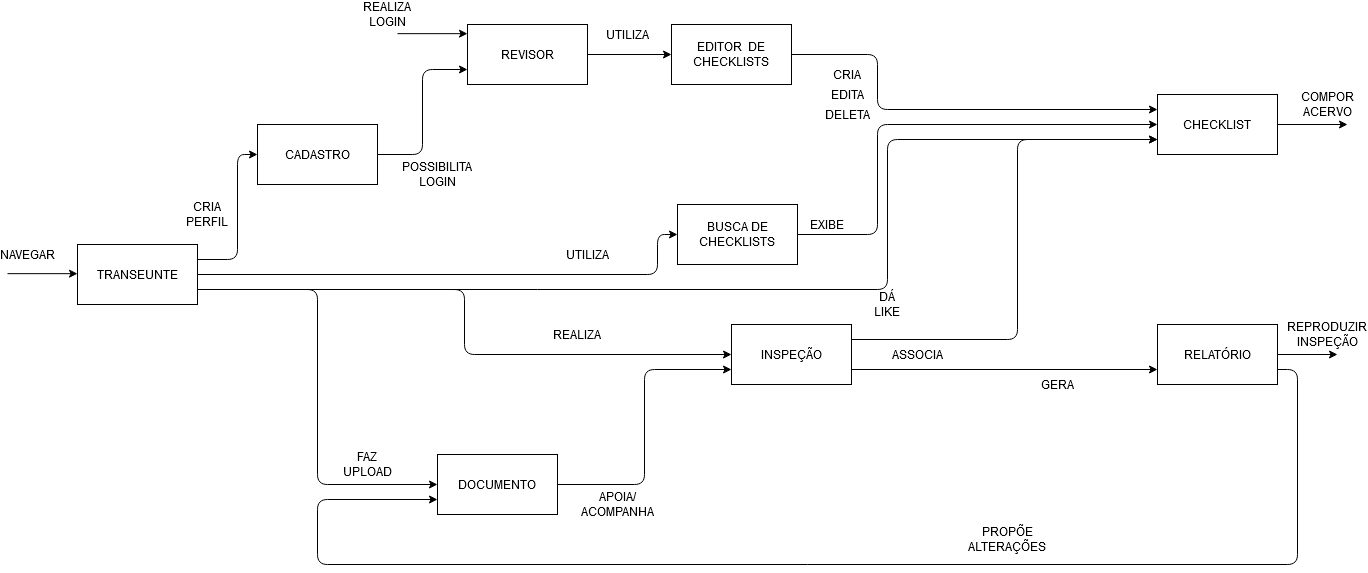 REALIZA
LOGIN
REVISOR
UTILIZA
EDITOR DE
CHECKLISTS
CRIA
EDITA
DELETA
CHECKLIST
COMPOR
ACERVO
CADASTRO
POSSIBILITA
LOGIN
CRIA
PERFIL
NAVEGAR
TRANSEUNTE
UTILIZA
BUSCA DE
CHECKLISTS
EXIBE
DÁ
LIKE
REALIZA
INSPEÇÃO
ASSOCIA
GERA
RELATÓRIO
REPRODUZIR
INSPEÇÃO
FAZ
UPLOAD
DOCUMENTO
APOIA/
ACOMPANHA
PROPÕE
ALTERAÇÕES